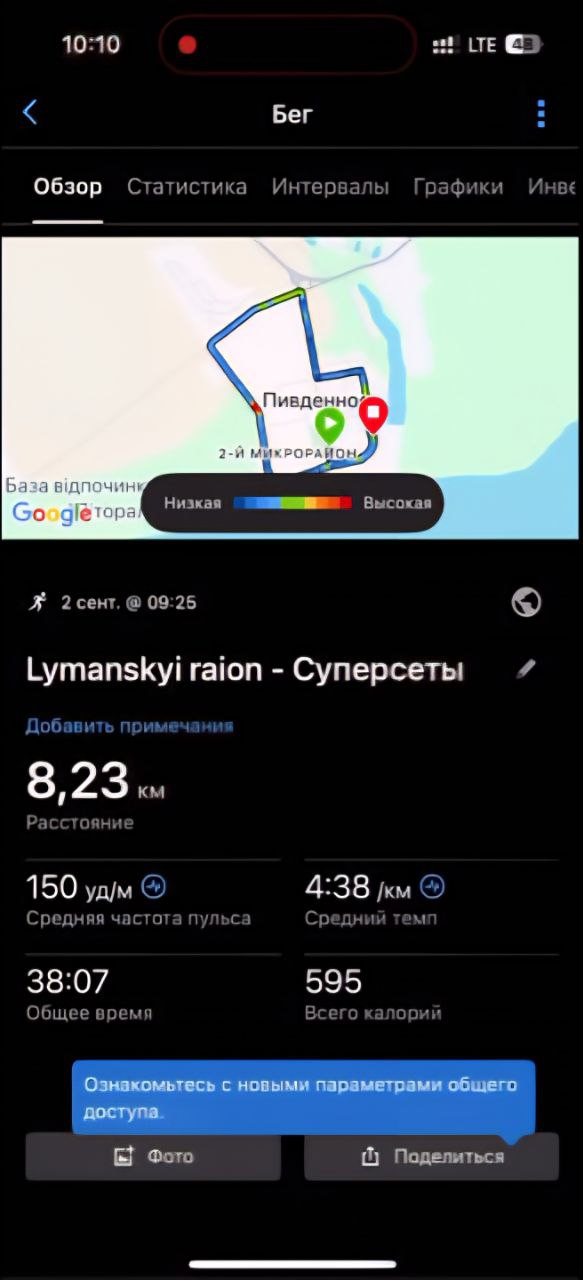 10:10
LTE 43
Бег
Обзор Статистика Интервалы Графики Инве
Пивденное
2-Й МИКРОРАЙОН
База відпочинк
Google
Низкая Высокая
2 сент. @ 09:25
Lymanskyi raion - Суперсеты
Добавить примечания
8,23 км
Расстояние
150 уд/м 4:38 /км
Средняя частота пульса Средний темп
38:07 595
Общее время Всего калорий
Ознакомьтесь с новыми параметрами общего
доступа.
Фото Поделиться